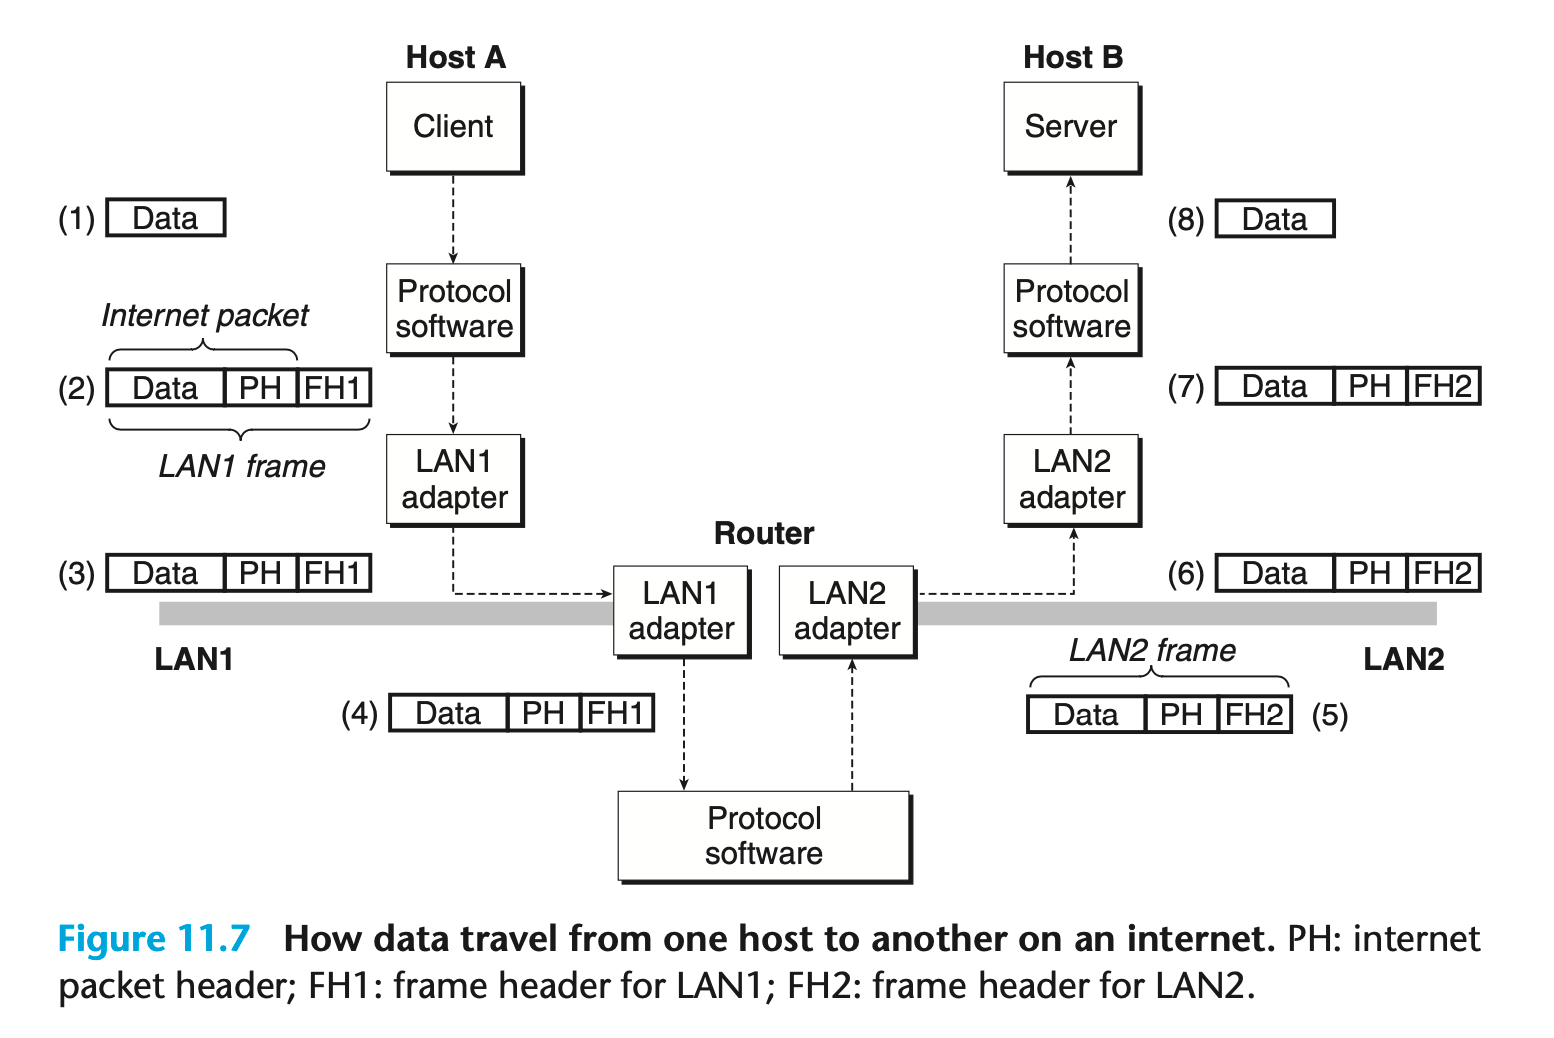 Host A
Host B
Client
Server
(1) Data
(8) Data
Protocol
software
Protocol
software
Internet packet
(2) Data PH FH1
LAN1 frame
(7) Data PH FH2
LAN1
adapter
LAN2
adapter
Router
(3) Data PH FH1
(6) Data PH FH2
LAN1
adapter
LAN2
adapter
LAN1
LAN2 frame
LAN2
(4) Data PH FH1
Data PH FH2 (5)
Protocol
software
Figure 11.7 How data travel from one host to another on an internet. PH: internet
packet header; FH1: frame header for LAN1; FH2: frame header for LAN2.